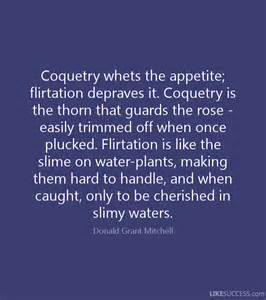 Coquetry whets the appetite;
flirtation depraves it. Coquetry is
the thorn that guards the rose -
easily trimmed off when once
plucked. Flirtation is like the
slime on water-plants, making
them hard to handle, and when
caught, only to be cherished in
slimy waters.
Donald Grant Mitchell
LIKESUCCESS.com